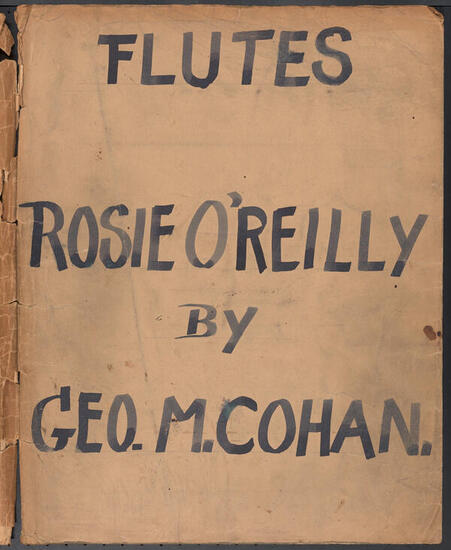 FLUTES
ROSIE O'REILLY
BY
GEO. M. COHAN.